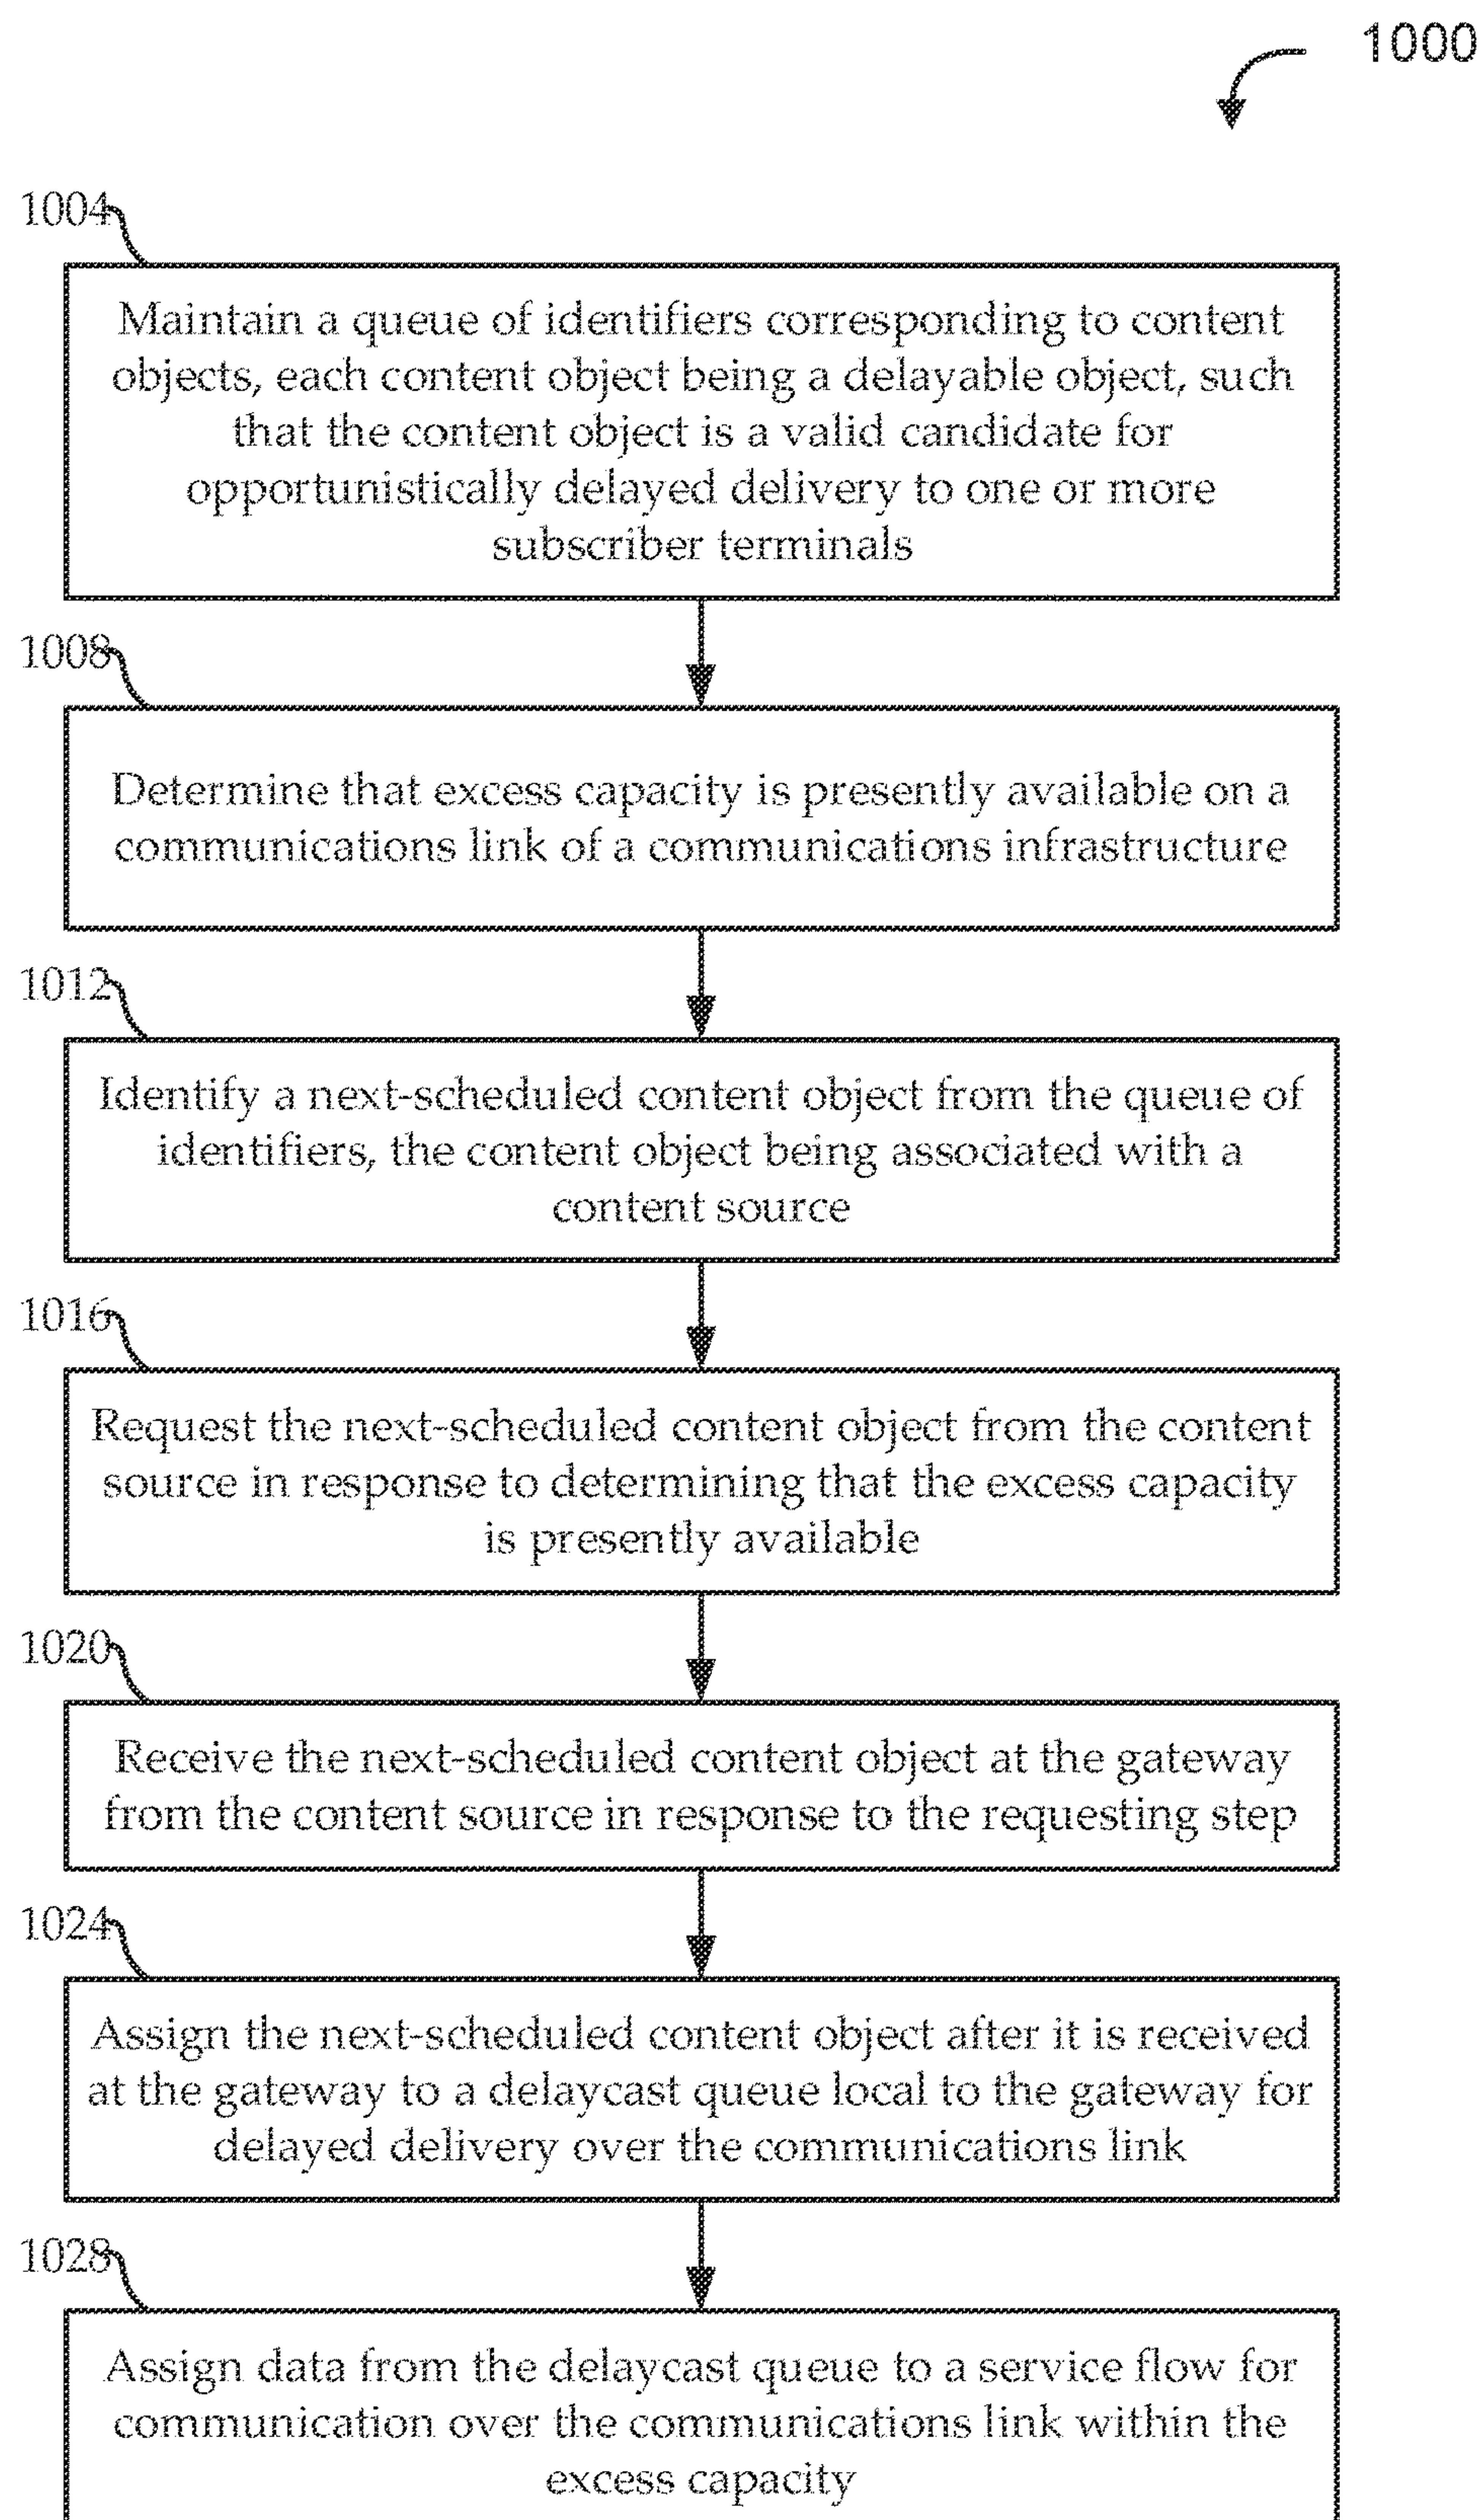 1000
1004
Maintain a queue of identifiers corresponding to content
objects, each content object being a delayable object, such
that the content object is a valid candidate for
opportunistically delayed delivery to one or more
subscriber terminals
1008
Determine that excess capacity is presently available on a
communications link of a communications infrastructure
1012
Identify a next-scheduled content object from the queue of
identifiers, the content object being associated with a
content source
1016
Request the next-scheduled content object from the content
source in response to determining that the excess capacity
is presently available
1020
Receive the next-scheduled content object at the gateway
from the content source in response to the requesting step
1024
Assign the next-scheduled content object after it is received
at the gateway to a delaycast queue local to the gateway for
delayed delivery over the communications link
1028
Assign data from the delaycast queue to a service flow for
communication over the communications link within the
excess capacity